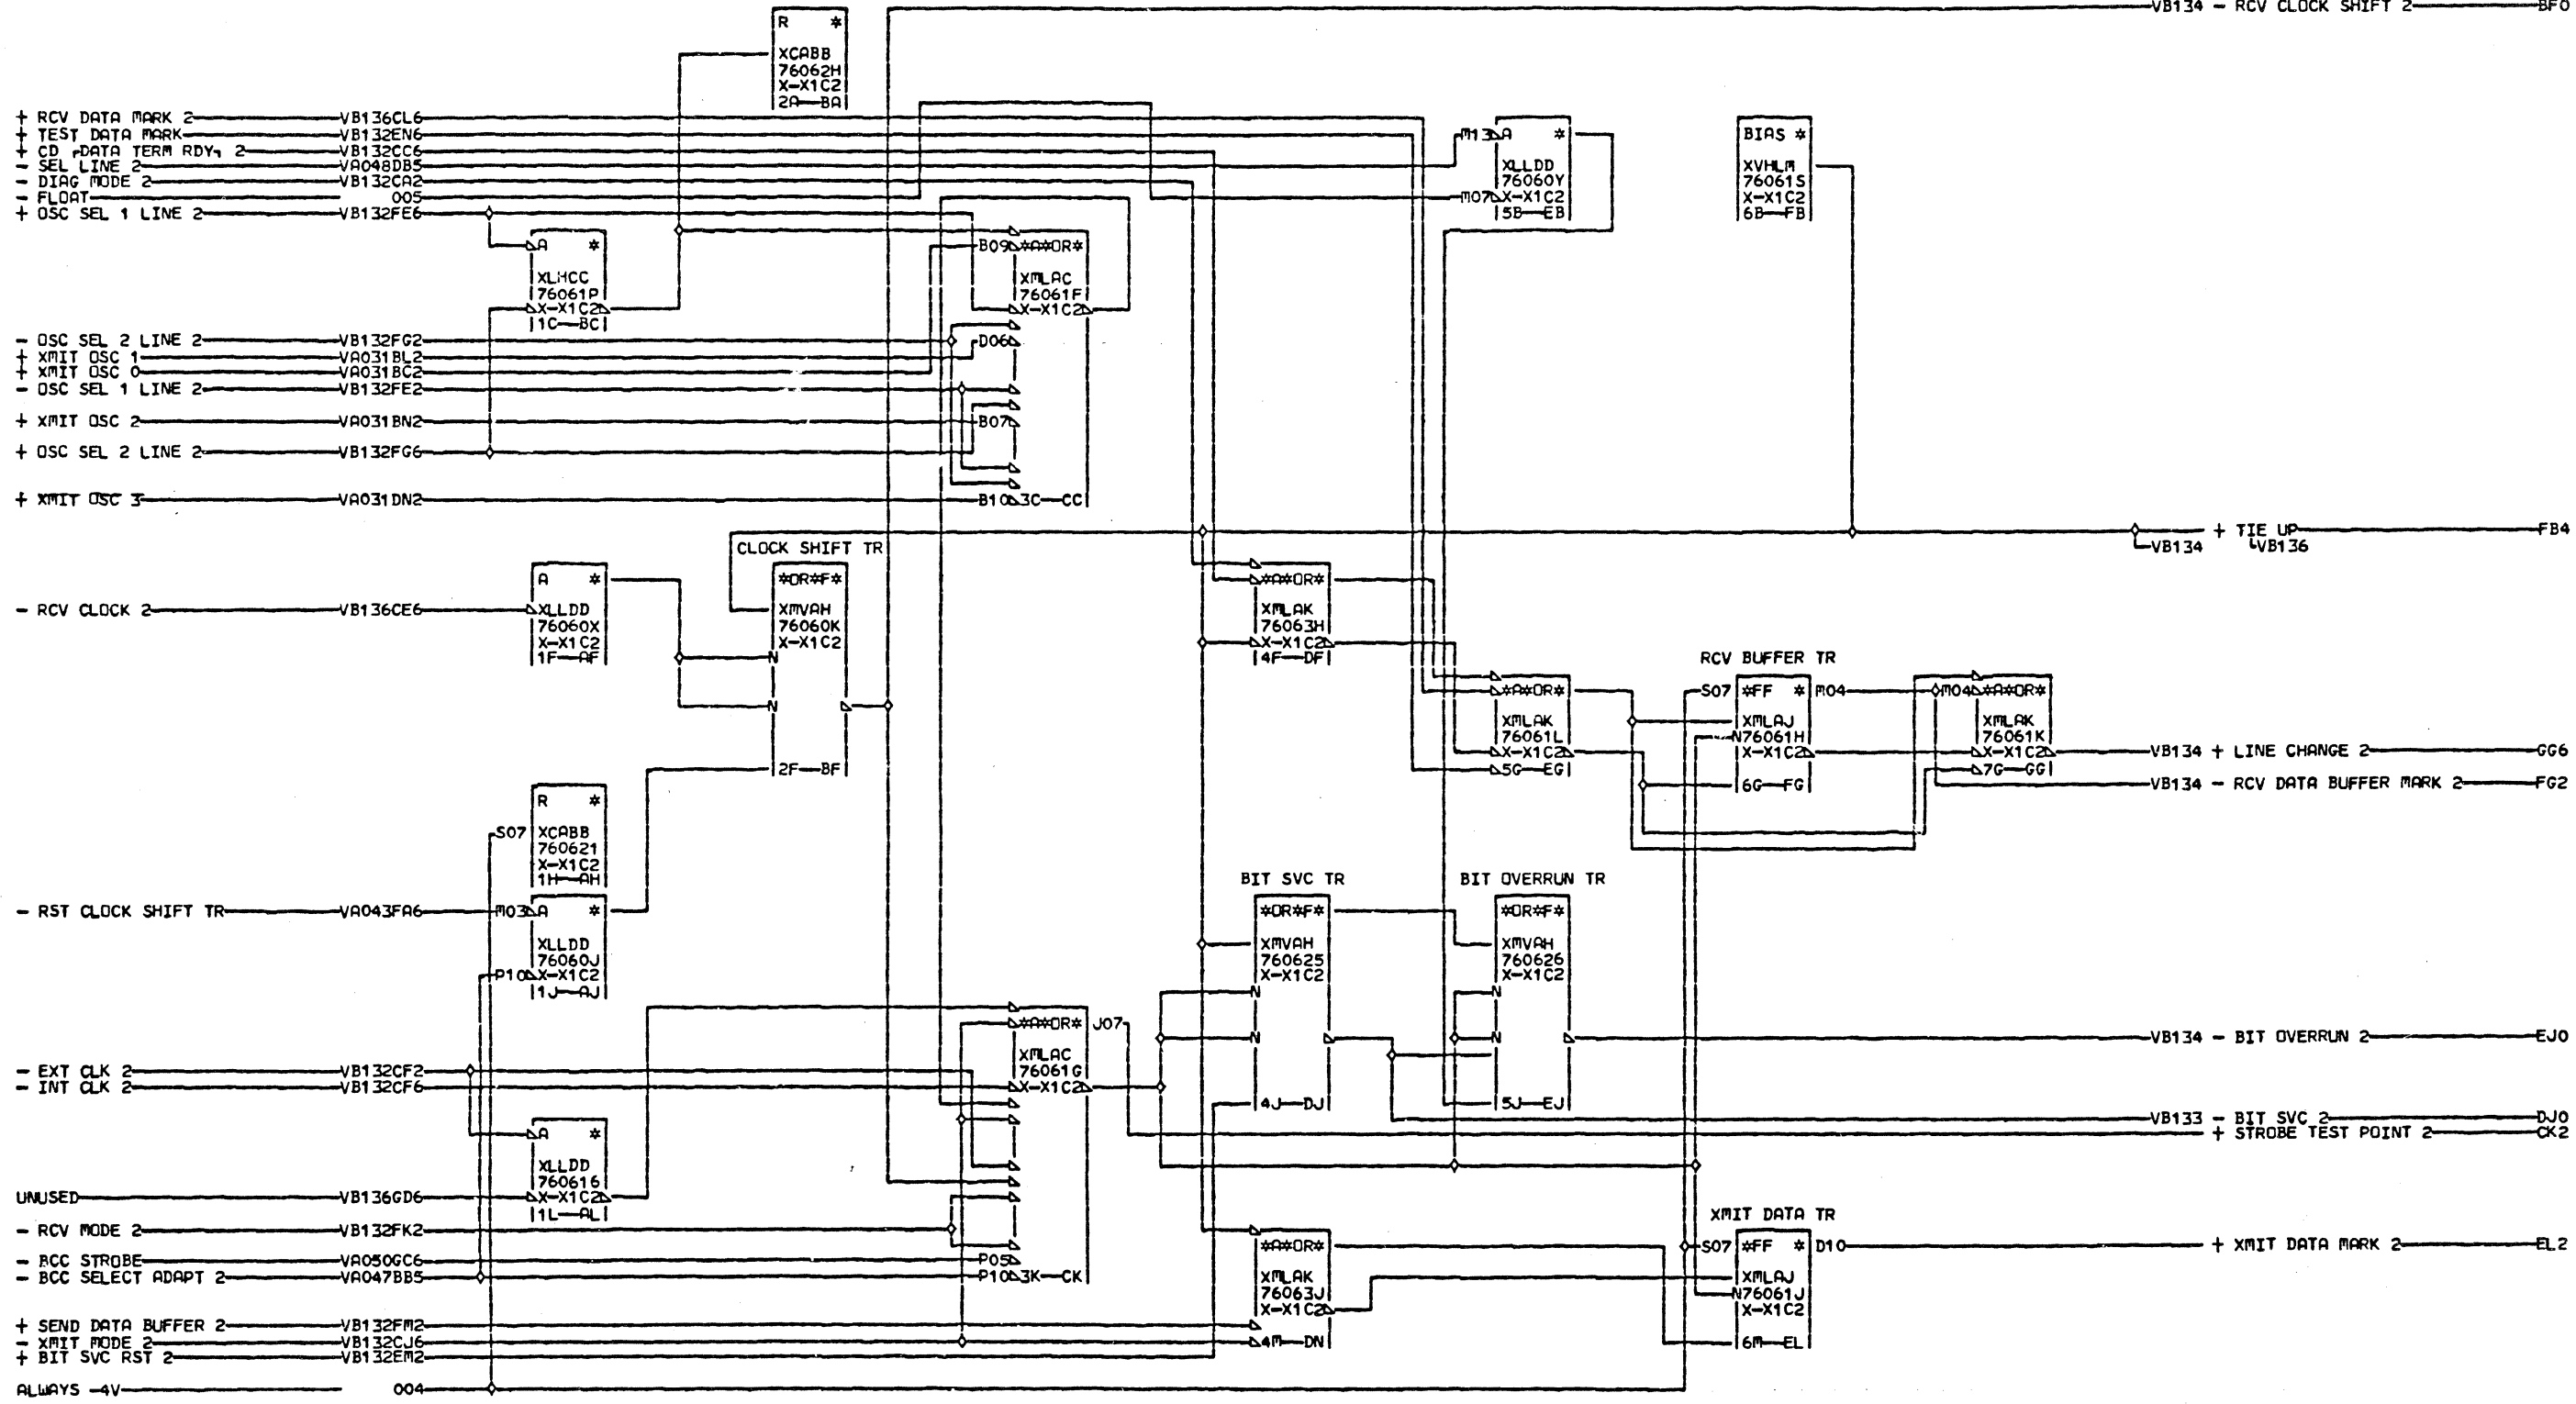 VB134 - RCV CLOCK SHIFT 2 BF0
R *
XCABB
76062H
X-X1C2
2A BA
+ RCV DATA MARK 2 VB136CL6
+ TEST DATA MARK VB132EN6
+ CD ┌DATA TERM RDY┐ 2 VB132CC6
- SEL LINE 2 VA048DB5
- DIAG MODE 2 VB132CA2
- FLOAT 005
+ OSC SEL 1 LINE 2 VB132FE6
M13 A *
XLLDD
76060Y
M07 X-X1C2
5B EB
BIAS *
XVHLM
76061S
X-X1C2
6B FB
A *
XLHCC
76061P
X-X1C2
1C BC
B09 *A*OR*
XMLAC
76061F
X-X1C2
D06
B07
B10 3C CC
- OSC SEL 2 LINE 2 VB132FG2
+ XMIT OSC 1 VA031BL2
+ XMIT OSC 0 VA031BC2
- OSC SEL 1 LINE 2 VB132FE2
+ XMIT OSC 2 VA031BN2
+ OSC SEL 2 LINE 2 VB132FG6
+ XMIT OSC 3 VA031DN2
+ TIE UP FB4
VB134 VB136
CLOCK SHIFT TR
A *
XLLDD
76060X
X-X1C2
1F AF
*OR*F*
XMVAH
76060K
X-X1C2
N
N
2F BF
- RCV CLOCK 2 VB136CE6
*A*OR*
XMLAK
76063H
X-X1C2
4F DF
*A*OR*
XMLAK
76061L
X-X1C2
5G EG
RCV BUFFER TR
S07 *FF * M04
XMLAJ
N76061H
X-X1C2
6G FG
M04 *A*OR*
XMLAK
76061K
X-X1C2
7G GG
VB134 + LINE CHANGE 2 GG6
VB134 - RCV DATA BUFFER MARK 2 FG2
R *
S07 XCABB
760621
X-X1C2
1H AH
- RST CLOCK SHIFT TR VA043FA6 M03 A *
XLLDD
76060J
P10 X-X1C2
1J AJ
BIT SVC TR
*OR*F*
XMVAH
760625
X-X1C2
N
N
4J DJ
BIT OVERRUN TR
*OR*F*
XMVAH
760626
X-X1C2
N
N
5J EJ
VB134 - BIT OVERRUN 2 EJ0
*A*OR* J07
XMLAC
76061G
X-X1C2
P05
P10 3K CK
- EXT CLK 2 VB132CF2
- INT CLK 2 VB132CF6
VB133 - BIT SVC 2 DJ0
+ STROBE TEST POINT 2 CK2
A *
XLLDD
760616
X-X1C2
1L AL
UNUSED VB136GD6
- RCV MODE 2 VB132FK2
- BCC STROBE VA050GC6
- BCC SELECT ADAPT 2 VA047BB5
*A*OR*
XMLAK
76063J
X-X1C2
4M DN
XMIT DATA TR
S07 *FF * D10
XMLAJ
N76061J
X-X1C2
6M EL
+ XMIT DATA MARK 2 EL2
+ SEND DATA BUFFER 2 VB132FM2
- XMIT MODE 2 VB132CJ6
+ BIT SVC RST 2 VB132EM2
ALWAYS -4V 004